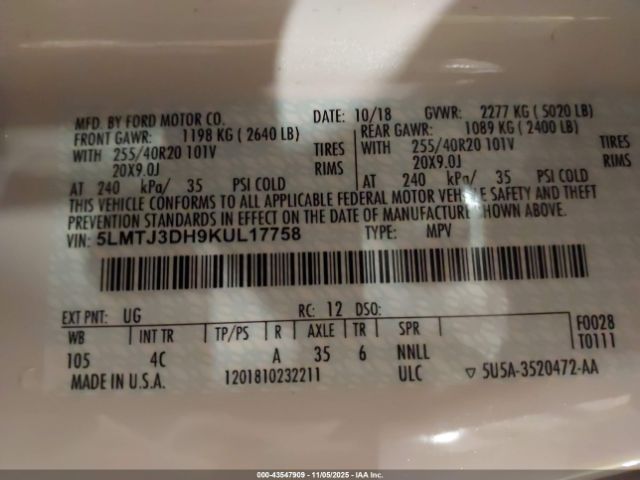 MFD. BY FORD MOTOR CO. DATE: 10/18 GVWR: 2277 KG ( 5020 LB)
FRONT GAWR: 1198 KG ( 2640 LB) REAR GAWR: 1089 KG ( 2400 LB)
WITH 255/40R20 101V TIRES WITH 255/40R20 101V TIRES
20X9.0J RIMS 20X9.0J RIMS
AT 240 kPa/ 35 PSI COLD AT 240 kPa/ 35 PSI COLD
THIS VEHICLE CONFORMS TO ALL APPLICABLE FEDERAL MOTOR VEHICLE SAFETY AND THEFT
PREVENTION STANDARDS IN EFFECT ON THE DATE OF MANUFACTURE SHOWN ABOVE.
VIN: 5LMTJ3DH9KUL17758 TYPE: MPV
EXT PNT: UG RC: 12 DSO:
WB INT TR TP/PS R AXLE TR SPR F0028
105 4C A 35 6 NNLL T0111
MADE IN U.S.A. 1201810232211 ULC ▽ 5U5A-3520472-AA
000-43547909 - 11/05/2025 - IAA Inc.